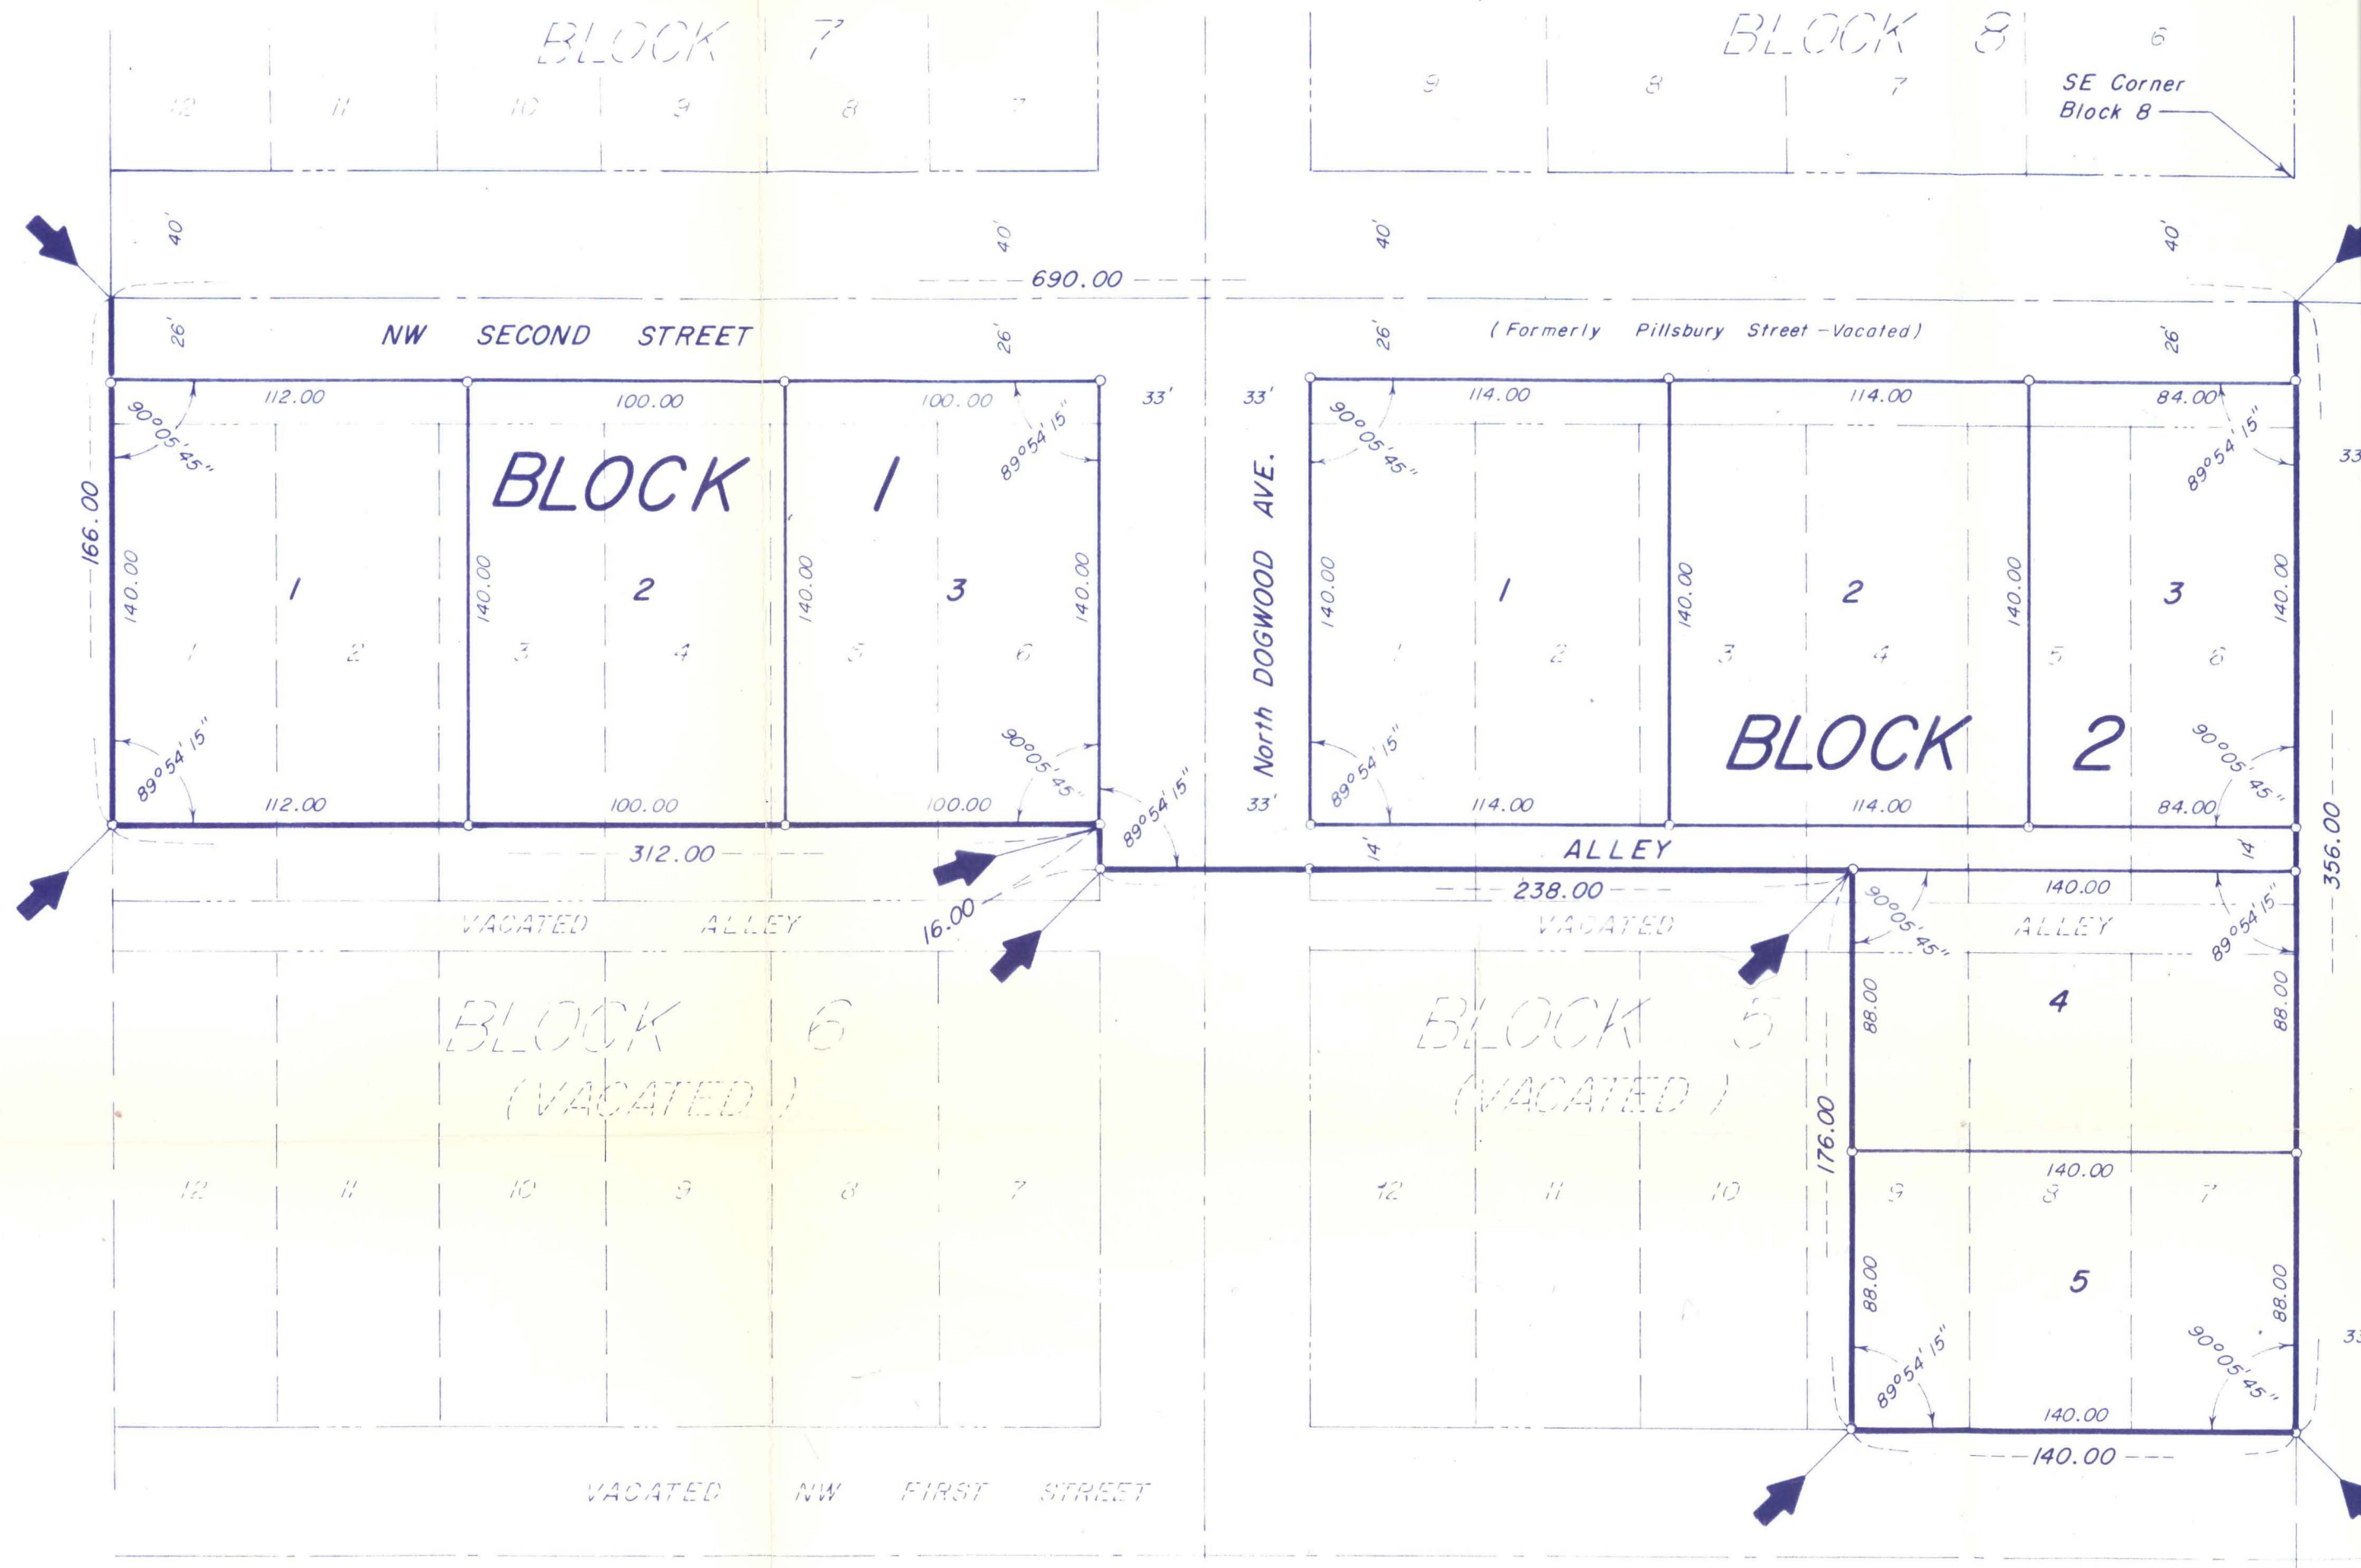 BLOCK 7
BLOCK 8
6
12 11 10 9 8 7
9 8 7
SE Corner
Block 8
40' 40' 40' 40'
690.00
26' NW SECOND STREET 26'
26' (Formerly Pillsbury Street - Vacated) 26'
112.00 100.00 100.00
33' 33'
114.00 114.00 84.00
90°05'45" 89°54'15"
90°05'45" 89°54'15"
33
BLOCK 1
166.00
North DOGWOOD AVE.
140.00 140.00 140.00 140.00
140.00 140.00 140.00 140.00
1 2 3
1 2 3
1 2 3 4 5 6
1 2 3 4 5 6
BLOCK 2
89°54'15" 90°05'45" 89°54'15"
89°54'15" 90°05'45"
112.00 100.00 100.00
33'
114.00 114.00 84.00
312.00
14' ALLEY 14'
356.00
16.00
238.00
140.00
VACATED ALLEY
VACATED ALLEY
90°05'45" 89°54'15"
88.00 4 88.00
BLOCK 6
(VACATED)
BLOCK 5
(VACATED)
176.00
140.00
12 11 10 9 8 7
12 11 10 9 8 7
88.00 5 88.00
33
89°54'15" 90°05'45"
140.00
140.00
VACATED NW FIRST STREET